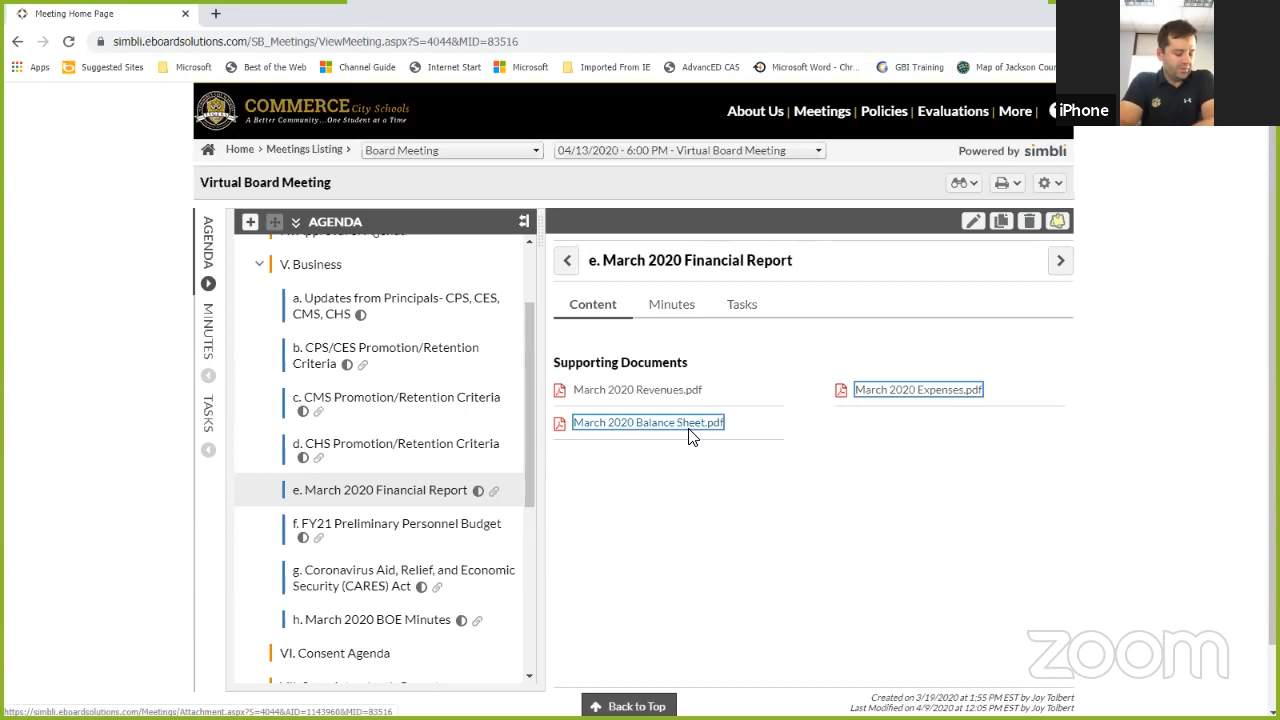 Meeting Home Page
simbli.eboardsolutions.com/SB_Meetings/ViewMeeting.aspx?S=4044&MID=83516
Apps Suggested Sites Microsoft Best of the Web Channel Guide Internet Start Microsoft Imported From IE AdvancED CAS Microsoft Word - Chr... GBI Training Map of Jackson Coun
iPhone
COMMERCE City Schools
A Better Community...One Student at a Time
About Us | Meetings | Policies | Evaluations | More |
Home > Meetings Listing > Board Meeting 04/13/2020 - 6:00 PM - Virtual Board Meeting Powered by simbli
Virtual Board Meeting
AGENDA
MINUTES
TASKS
AGENDA
V. Business
a. Updates from Principals- CPS, CES,
CMS, CHS
b. CPS/CES Promotion/Retention
Criteria
c. CMS Promotion/Retention Criteria
d. CHS Promotion/Retention Criteria
e. March 2020 Financial Report
f. FY21 Preliminary Personnel Budget
g. Coronavirus Aid, Relief, and Economic
Security (CARES) Act
h. March 2020 BOE Minutes
VI. Consent Agenda
e. March 2020 Financial Report
Content Minutes Tasks
Supporting Documents
March 2020 Revenues.pdf March 2020 Expenses.pdf
March 2020 Balance Sheet.pdf
zoom
Created on 3/19/2020 at 1:55 PM EST by Joy Tolbert
Last Modified on 4/9/2020 at 12:05 PM EST by Joy Tolbert
Back to Top
https://simbli.eboardsolutions.com/Meetings/Attachment.aspx?S=4044&AID=1143960&MID=83516